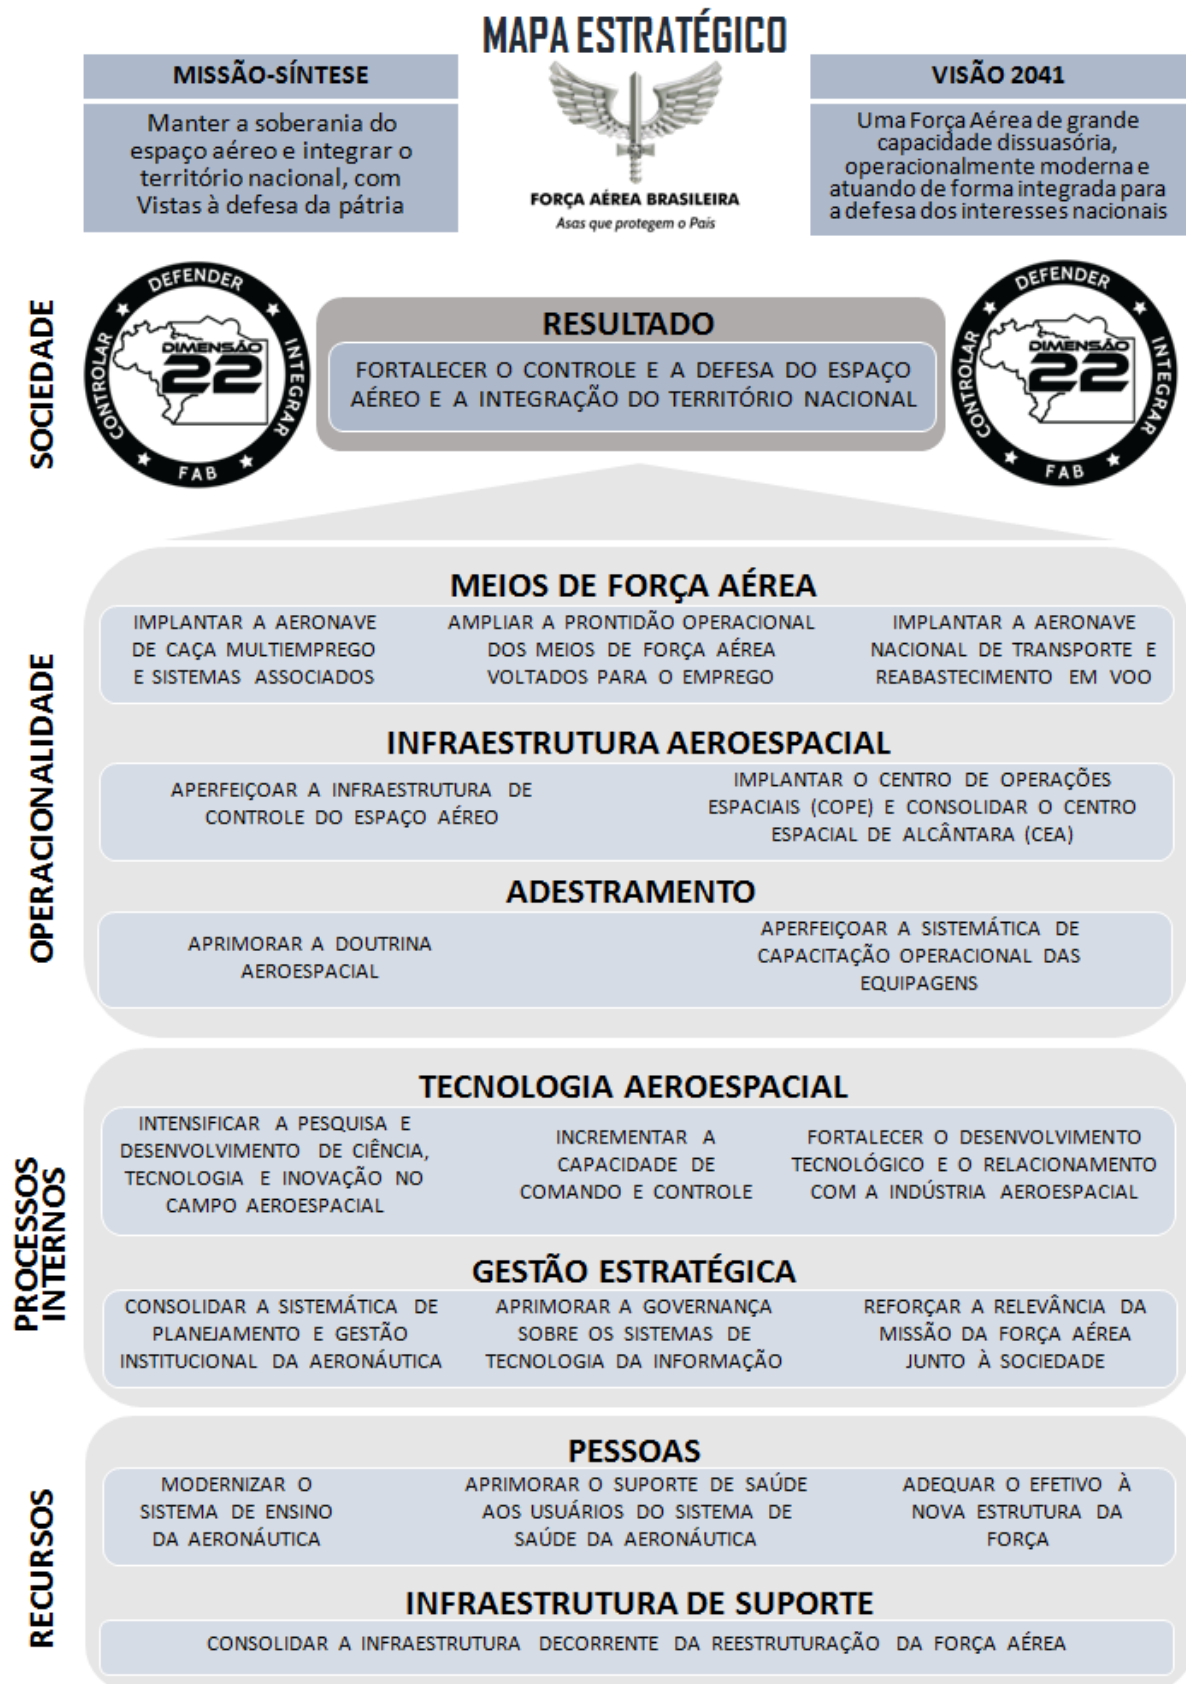 MAPA ESTRATÉGICO
MISSÃO-SÍNTESE
Manter a soberania do
espaço aéreo e integrar o
território nacional, com
Vistas à defesa da pátria
FORÇA AÉREA BRASILEIRA
Asas que protegem o País
VISÃO 2041
Uma Força Aérea de grande
capacidade dissuasória,
operacionalmente moderna e
atuando de forma integrada para
a defesa dos interesses nacionais
SOCIEDADE
CONTROLAR DEFENDER INTEGRAR
DIMENSÃO
22
FAB
RESULTADO
FORTALECER O CONTROLE E A DEFESA DO ESPAÇO
AÉREO E A INTEGRAÇÃO DO TERRITÓRIO NACIONAL
CONTROLAR DEFENDER INTEGRAR
DIMENSÃO
22
FAB
OPERACIONALIDADE
MEIOS DE FORÇA AÉREA
IMPLANTAR A AERONAVE
DE CAÇA MULTIEMPREGO
E SISTEMAS ASSOCIADOS
AMPLIAR A PRONTIDÃO OPERACIONAL
DOS MEIOS DE FORÇA AÉREA
VOLTADOS PARA O EMPREGO
IMPLANTAR A AERONAVE
NACIONAL DE TRANSPORTE E
REABASTECIMENTO EM VOO
INFRAESTRUTURA AEROESPACIAL
APERFEIÇOAR A INFRAESTRUTURA DE
CONTROLE DO ESPAÇO AÉREO
IMPLANTAR O CENTRO DE OPERAÇÕES
ESPACIAIS (COPE) E CONSOLIDAR O CENTRO
ESPACIAL DE ALCÂNTARA (CEA)
ADESTRAMENTO
APRIMORAR A DOUTRINA
AEROESPACIAL
APERFEIÇOAR A SISTEMÁTICA DE
CAPACITAÇÃO OPERACIONAL DAS
EQUIPAGENS
PROCESSOS
INTERNOS
TECNOLOGIA AEROESPACIAL
INTENSIFICAR A PESQUISA E
DESENVOLVIMENTO DE CIÊNCIA,
TECNOLOGIA E INOVAÇÃO NO
CAMPO AEROESPACIAL
INCREMENTAR A
CAPACIDADE DE
COMANDO E CONTROLE
FORTALECER O DESENVOLVIMENTO
TECNOLÓGICO E O RELACIONAMENTO
COM A INDÚSTRIA AEROESPACIAL
GESTÃO ESTRATÉGICA
CONSOLIDAR A SISTEMÁTICA DE
PLANEJAMENTO E GESTÃO
INSTITUCIONAL DA AERONÁUTICA
APRIMORAR A GOVERNANÇA
SOBRE OS SISTEMAS DE
TECNOLOGIA DA INFORMAÇÃO
REFORÇAR A RELEVÂNCIA DA
MISSÃO DA FORÇA AÉREA
JUNTO À SOCIEDADE
RECURSOS
PESSOAS
MODERNIZAR O
SISTEMA DE ENSINO
DA AERONÁUTICA
APRIMORAR O SUPORTE DE SAÚDE
AOS USUÁRIOS DO SISTEMA DE
SAÚDE DA AERONÁUTICA
ADEQUAR O EFETIVO À
NOVA ESTRUTURA DA
FORÇA
INFRAESTRUTURA DE SUPORTE
CONSOLIDAR A INFRAESTRUTURA DECORRENTE DA REESTRUTURAÇÃO DA FORÇA AÉREA